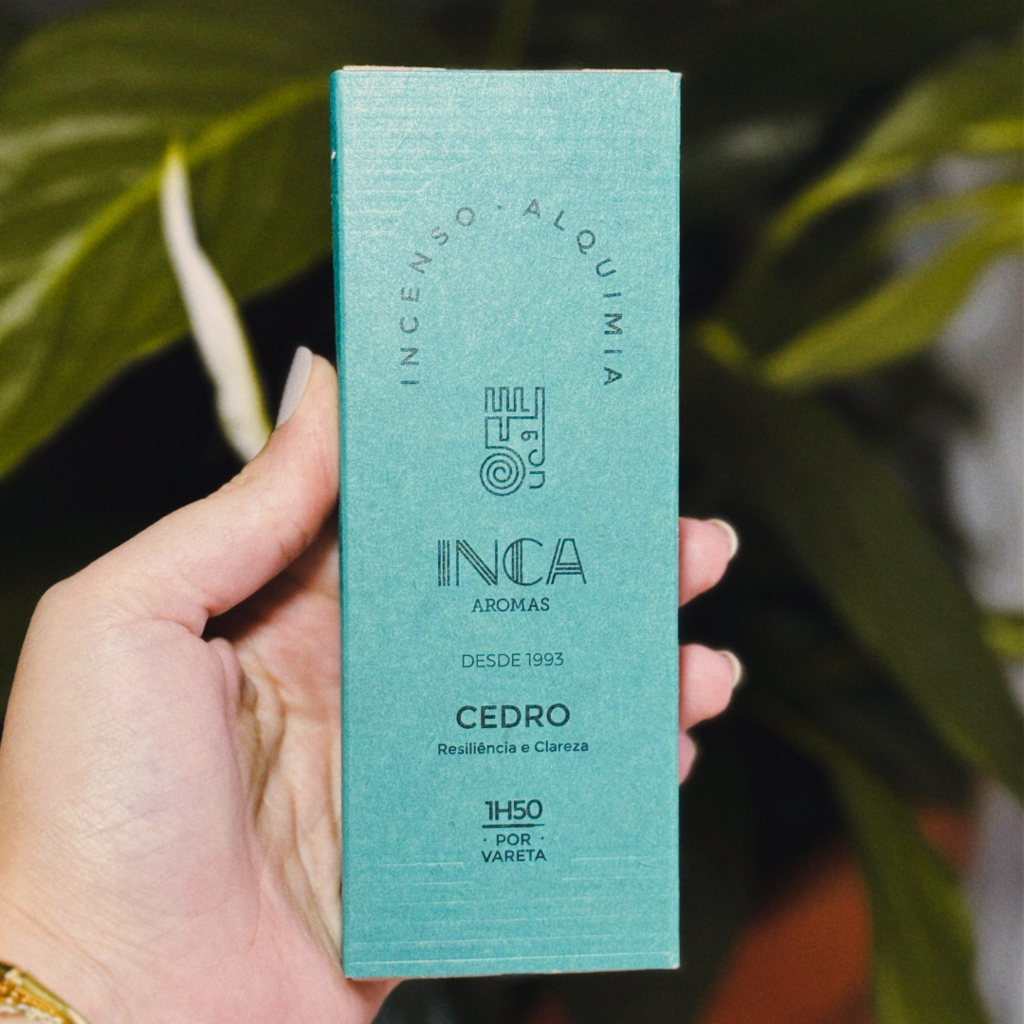 INCENSO · ALQUIMIA
INCA
AROMAS
DESDE 1993
CEDRO
Resiliência e Clareza
1H50
· POR ·
VARETA